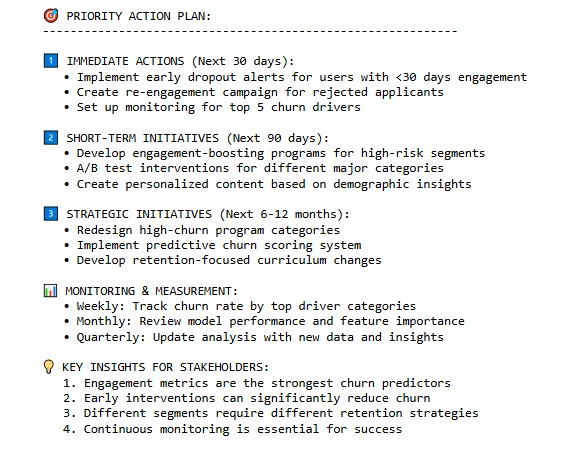 🎯 PRIORITY ACTION PLAN:
------------------------------------------------------------
1️⃣ IMMEDIATE ACTIONS (Next 30 days):
• Implement early dropout alerts for users with <30 days engagement
• Create re-engagement campaign for rejected applicants
• Set up monitoring for top 5 churn drivers
2️⃣ SHORT-TERM INITIATIVES (Next 90 days):
• Develop engagement-boosting programs for high-risk segments
• A/B test interventions for different major categories
• Create personalized content based on demographic insights
3️⃣ STRATEGIC INITIATIVES (Next 6-12 months):
• Redesign high-churn program categories
• Implement predictive churn scoring system
• Develop retention-focused curriculum changes
📊 MONITORING & MEASUREMENT:
• Weekly: Track churn rate by top driver categories
• Monthly: Review model performance and feature importance
• Quarterly: Update analysis with new data and insights
💡 KEY INSIGHTS FOR STAKEHOLDERS:
1. Engagement metrics are the strongest churn predictors
2. Early interventions can significantly reduce churn
3. Different segments require different retention strategies
4. Continuous monitoring is essential for success